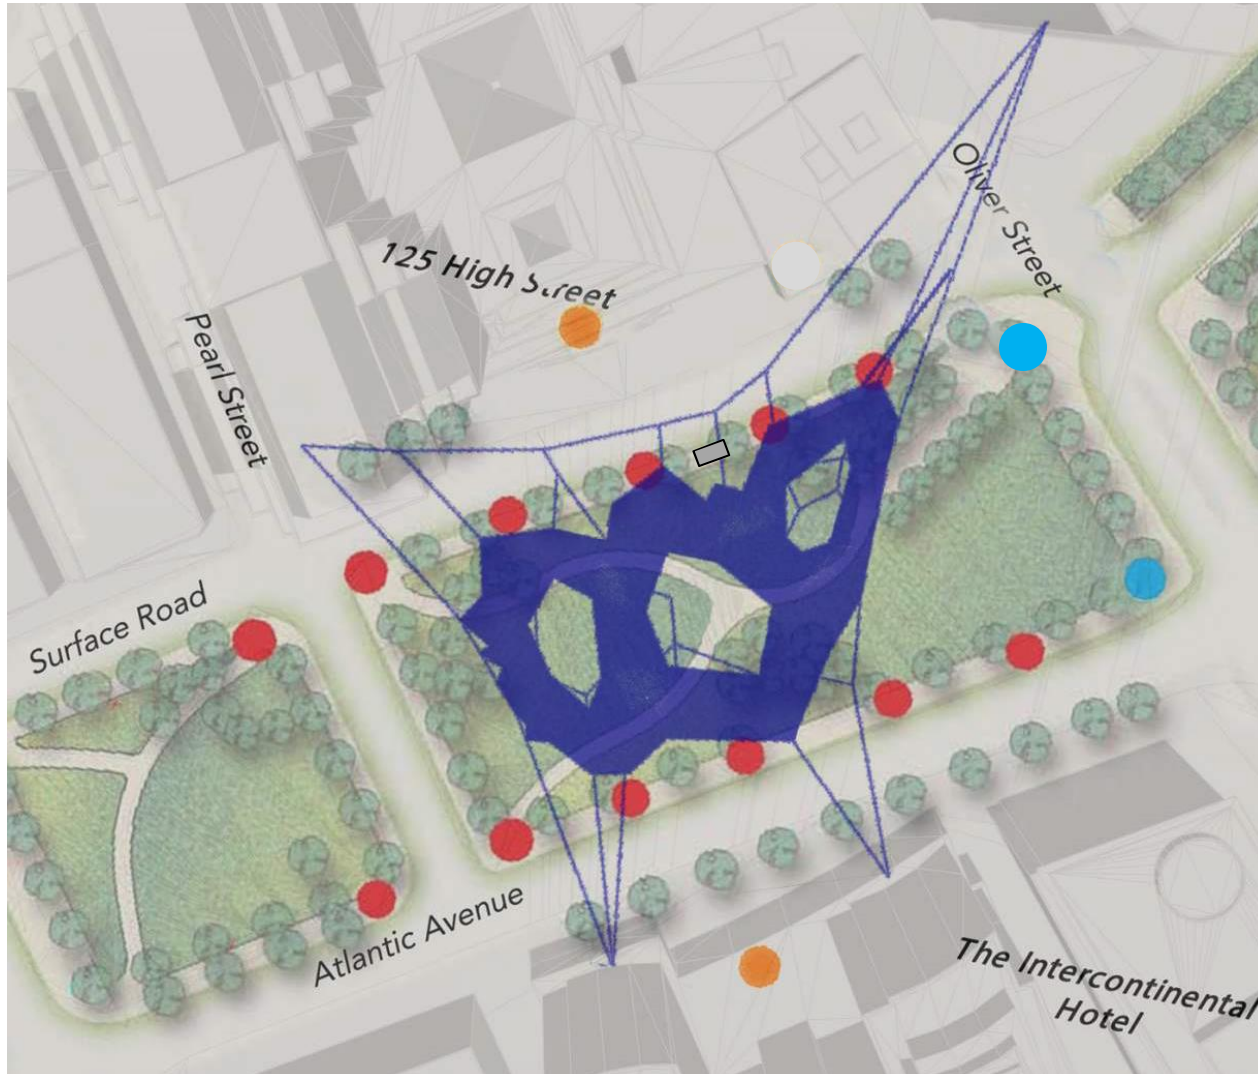 Oliver Street
125 High Street
Pearl Street
Surface Road
Atlantic Avenue
The Intercontinental
Hotel